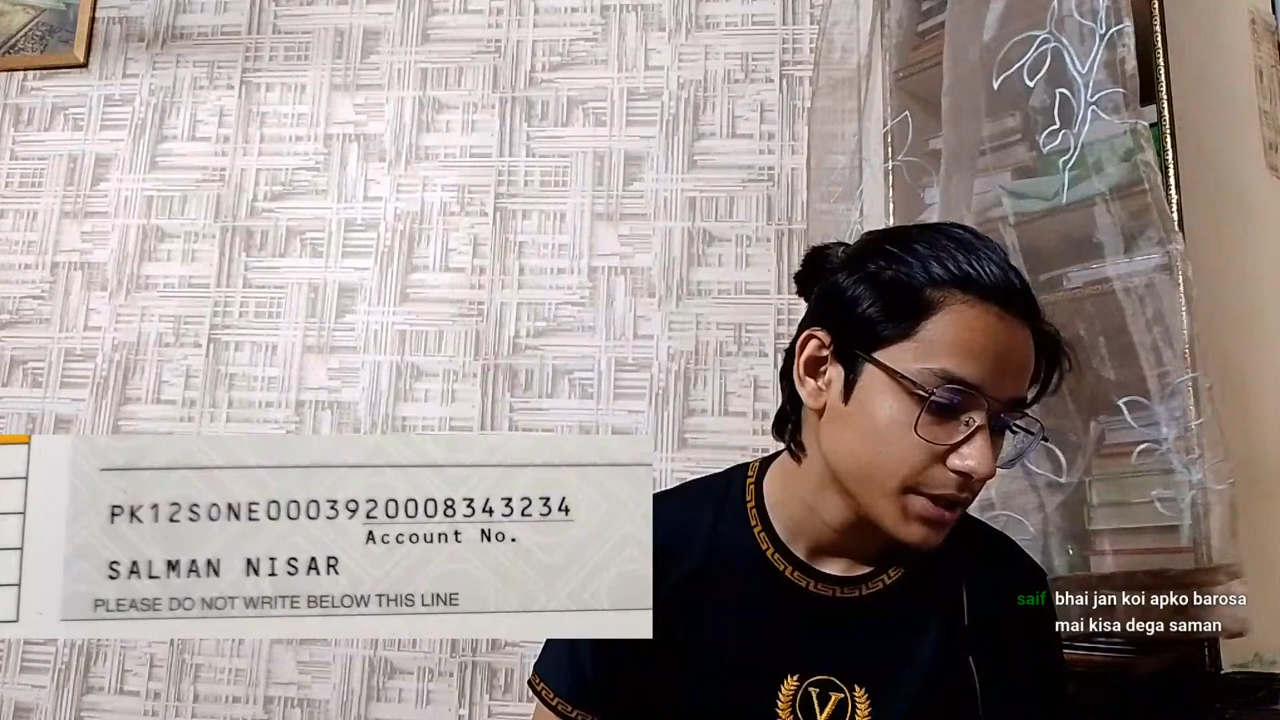 PK12SONE0003920008343234
Account No.
SALMAN NISAR
PLEASE DO NOT WRITE BELOW THIS LINE
saif bhai jan koi apko barosa
mai kisa dega saman
V